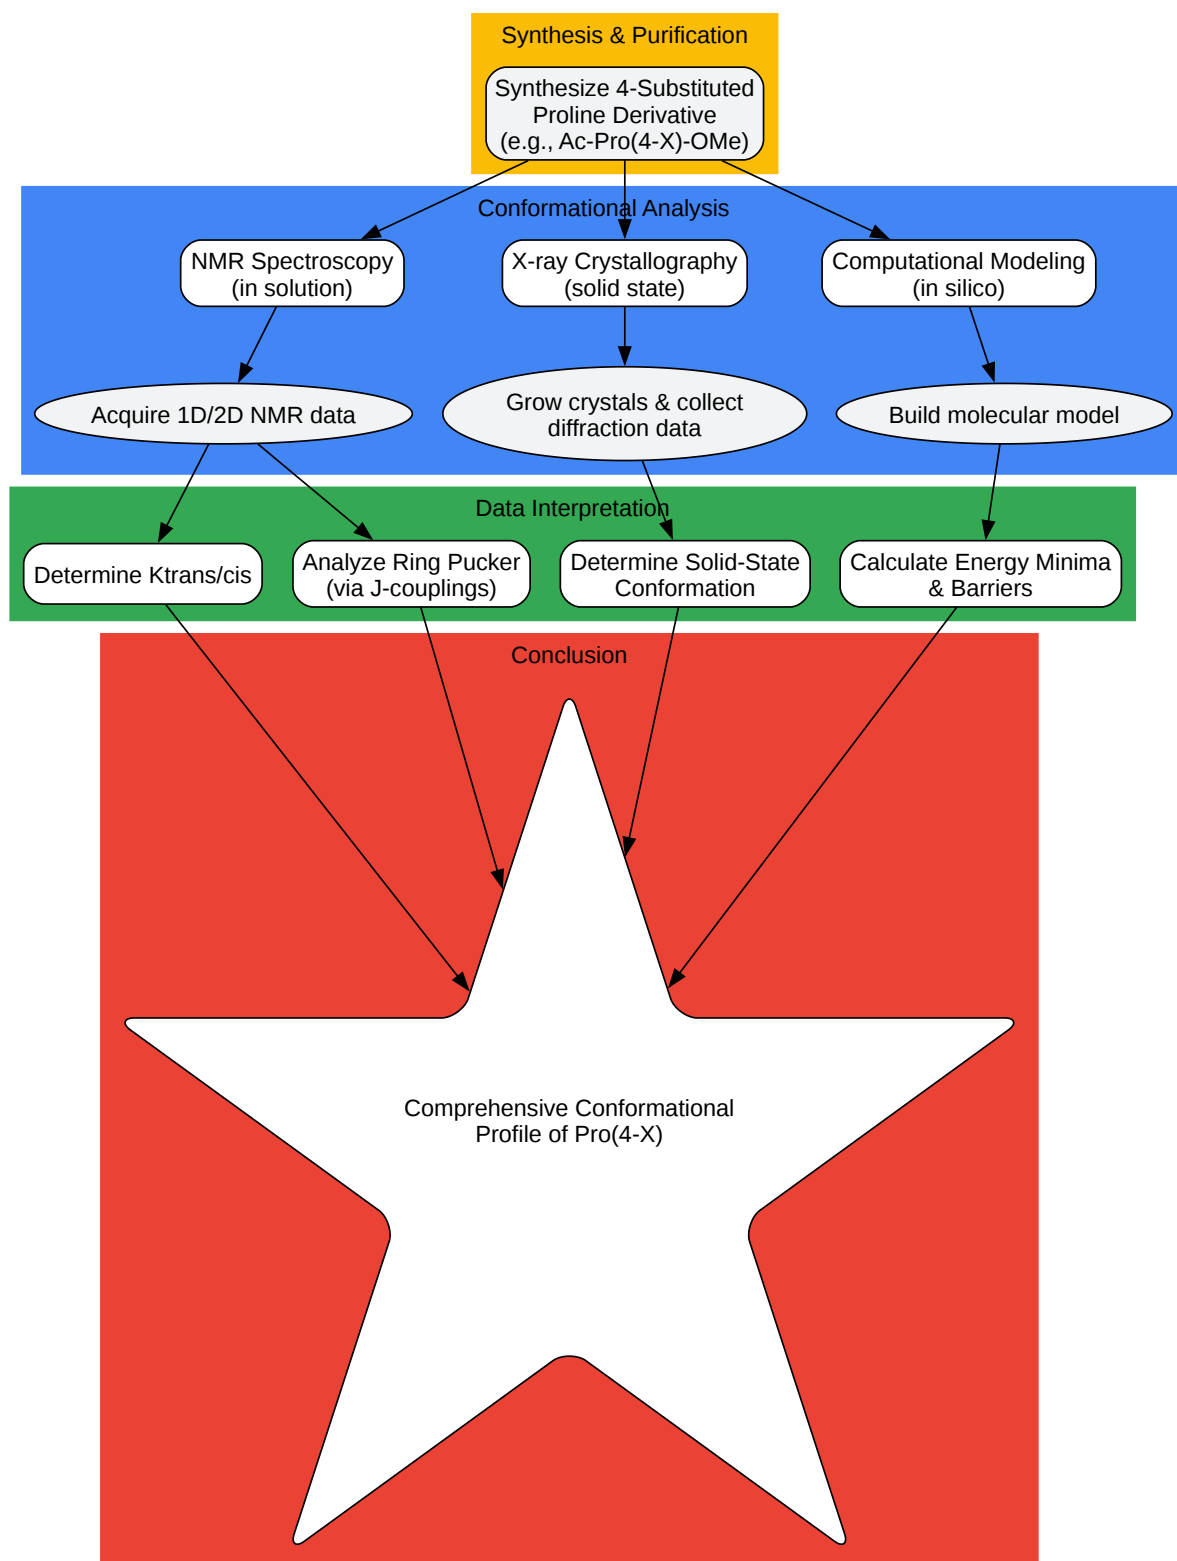 Synthesis & Purification
Synthesize 4-Substituted
Proline Derivative
(e.g., Ac-Pro(4-X)-OMe)
Conformational Analysis
NMR Spectroscopy
(in solution)
X-ray Crystallography
(solid state)
Computational Modeling
(in silico)
Acquire 1D/2D NMR data
Grow crystals & collect
diffraction data
Build molecular model
Data Interpretation
Determine Ktrans/cis
Analyze Ring Pucker
(via J-couplings)
Determine Solid-State
Conformation
Calculate Energy Minima
& Barriers
Conclusion
Comprehensive Conformational
Profile of Pro(4-X)